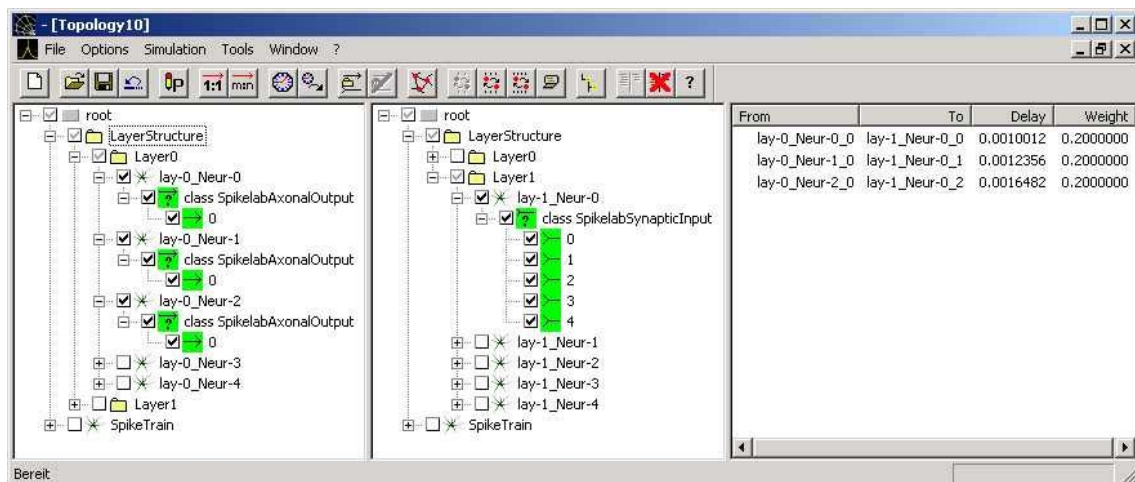 - [Topology10]
File Options Simulation Tools Window ?
P 1:1 min ?
root
LayerStructure
Layer0
lay-0_Neur-0
? class SpikelabAxonalOutput
0
lay-0_Neur-1
? class SpikelabAxonalOutput
0
lay-0_Neur-2
? class SpikelabAxonalOutput
0
lay-0_Neur-3
lay-0_Neur-4
Layer1
SpikeTrain
root
LayerStructure
Layer0
Layer1
lay-1_Neur-0
? class SpikelabSynapticInput
0
1
2
3
4
lay-1_Neur-1
lay-1_Neur-2
lay-1_Neur-3
lay-1_Neur-4
SpikeTrain
From To Delay Weight
lay-0_Neur-0_0 lay-1_Neur-0_0 0.0010012 0.2000000
lay-0_Neur-1_0 lay-1_Neur-0_1 0.0012356 0.2000000
lay-0_Neur-2_0 lay-1_Neur-0_2 0.0016482 0.2000000
Bereit